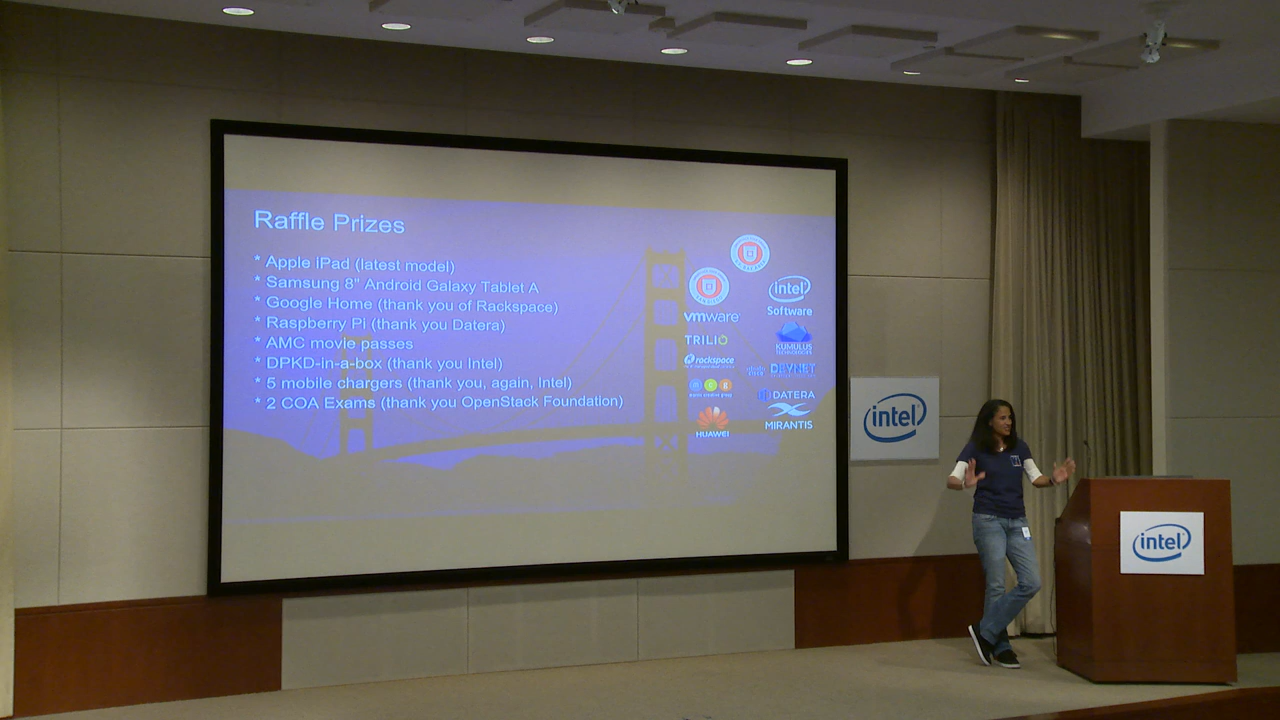 Raffle Prizes
* Apple iPad (latest model)
* Samsung 8" Android Galaxy Tablet A
* Google Home (thank you of Rackspace)
* Raspberry Pi (thank you Datera)
* AMC movie passes
* DPKD-in-a-box (thank you Intel)
* 5 mobile chargers (thank you, again, Intel)
* 2 COA Exams (thank you OpenStack Foundation)
intel
Software
vmware
TRILIO
KUMULUS
TECHNOLOGIES
rackspace
DEVNET
DATERA
HUAWEI
MIRANTIS
intel
intel